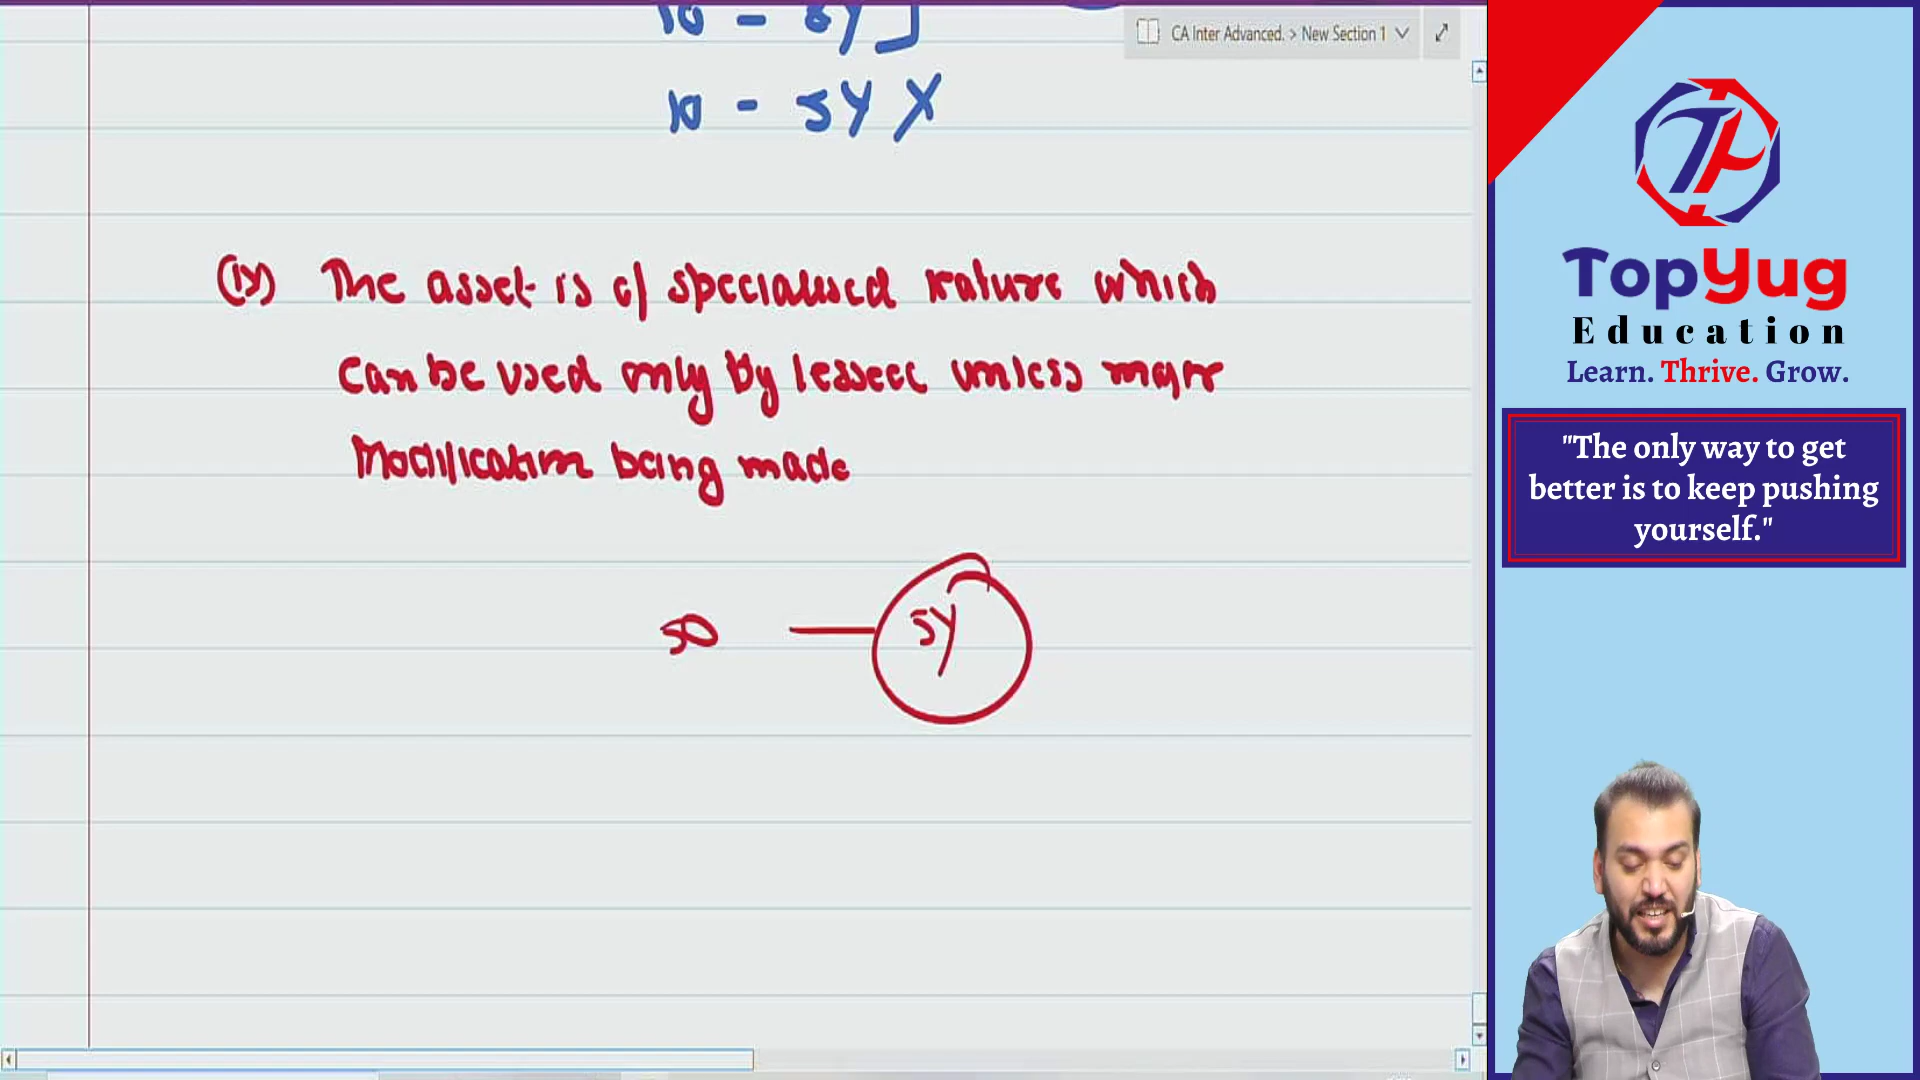 10 - 8Y
CA Inter Advanced. > New Section 1
10 - 5Y X
(iv) The asset is of specialised nature which
can be used only by lessee unless major
Modification being made
50 — 5Y
TopYug
Education
Learn. Thrive. Grow.
"The only way to get
better is to keep pushing
yourself."